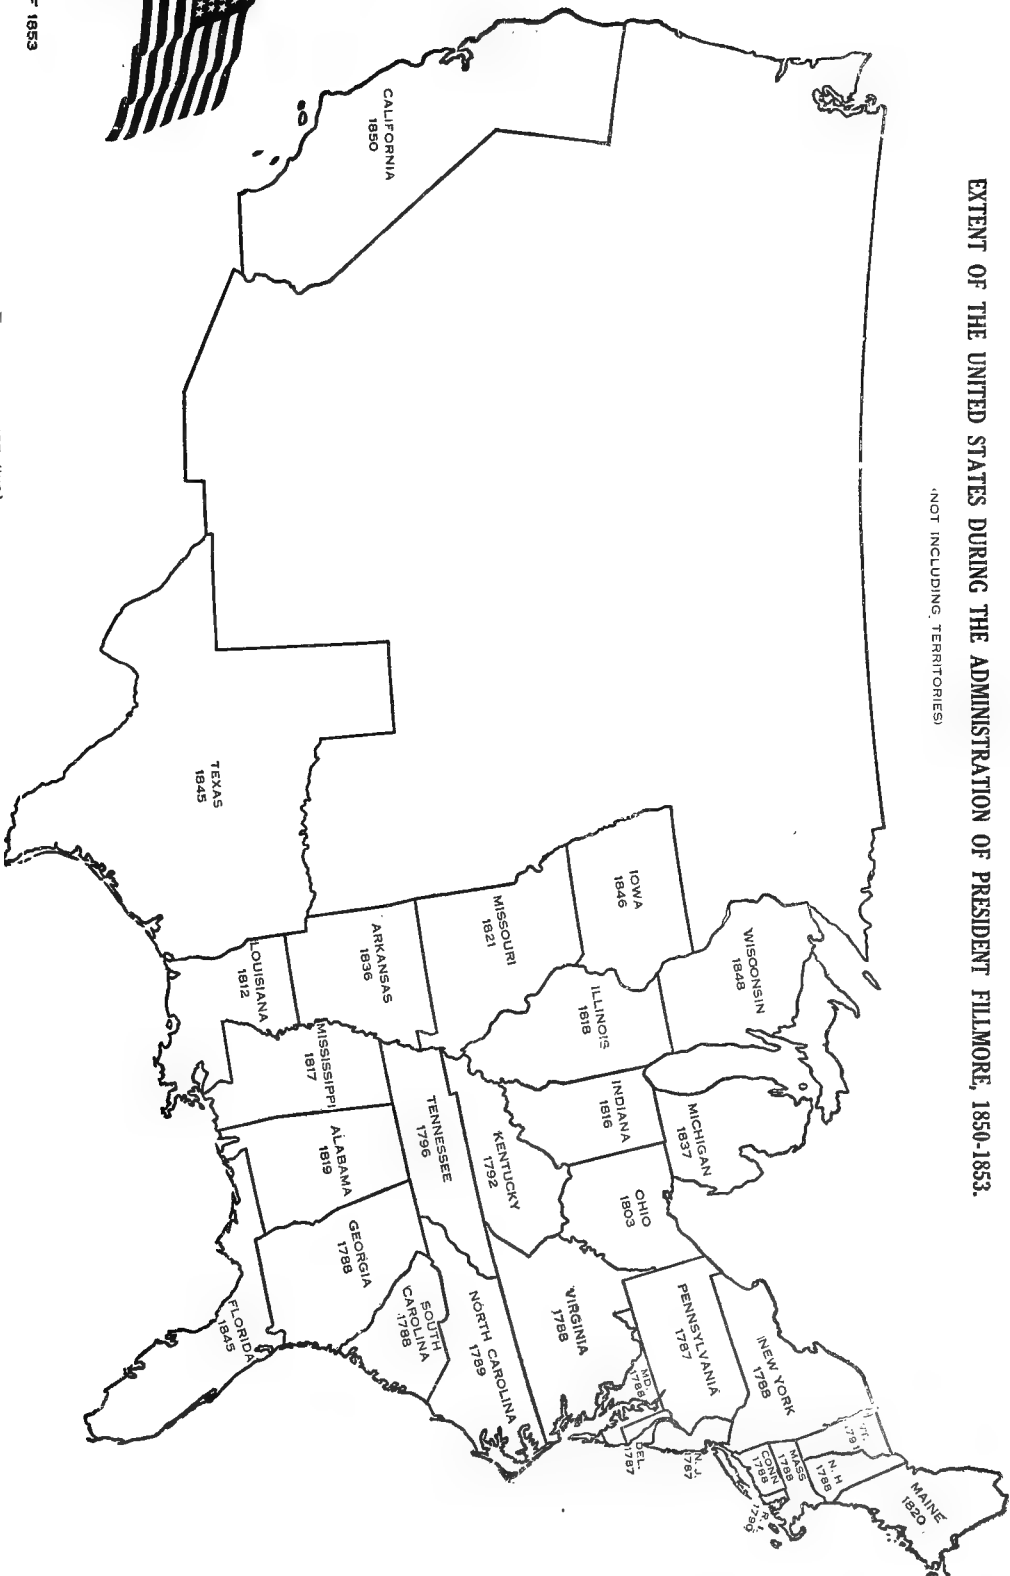 EXTENT OF THE UNITED STATES DURING THE ADMINISTRATION OF PRESIDENT FILLMORE, 1850-1853.
(NOT INCLUDING TERRITORIES)
MAINE
1820
VT.
1791
N. H
1788
MASS
1788
CONN
1788
R. I.
NEW YORK
1788
N. J.
1787
PENNSYLVANIA
1787
DEL.
1787
MD.
1788
WISCONSIN
1848
MICHIGAN
1837
IOWA
1846
ILLINOIS
1818
INDIANA
1816
OHIO
1803
VIRGINIA
1788
MISSOURI
1821
KENTUCKY
1792
NORTH CAROLINA
1789
TENNESSEE
1796
SOUTH
CAROLINA
1788
ARKANSAS
1836
CALIFORNIA
1850
GEORGIA
1788
ALABAMA
1819
MISSISSIPPI
1817
LOUISIANA
1812
TEXAS
1845
FLORIDA
1845
1853